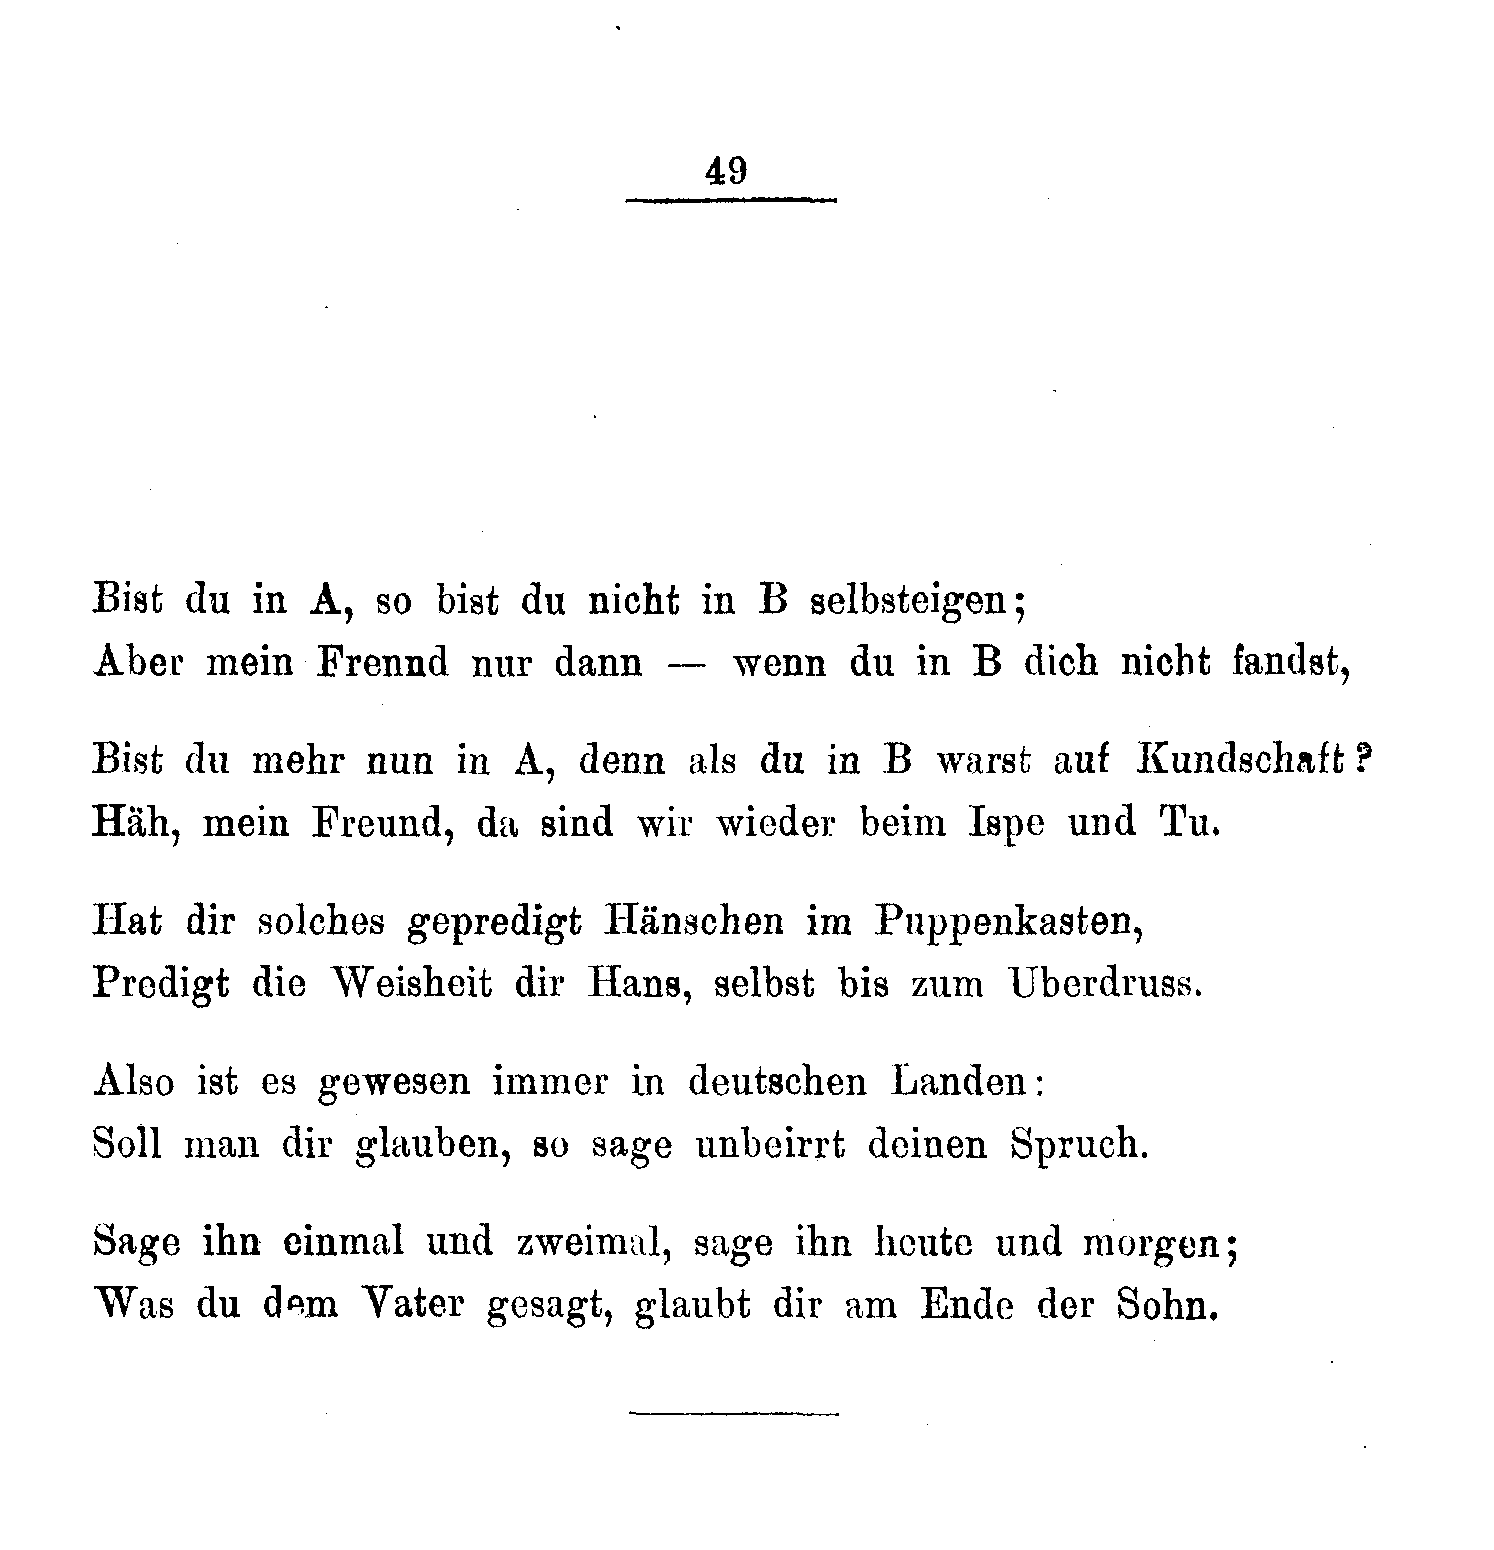 49
Bist du in A, so bist du nicht in B selbsteigen;
Aber mein Frennd nur dann — wenn du in B dich nicht fandst,
Bist du mehr nun in A, denn als du in B warst auf Kundschaft?
Häh, mein Freund, da sind wir wieder beim Ispe und Tu.
Hat dir solches gepredigt Hänschen im Puppenkasten,
Predigt die Weisheit dir Hans, selbst bis zum Uberdruss.
Also ist es gewesen immer in deutschen Landen:
Soll man dir glauben, so sage unbeirrt deinen Spruch.
Sage ihn einmal und zweimal, sage ihn heute und morgen;
Was du dem Vater gesagt, glaubt dir am Ende der Sohn.